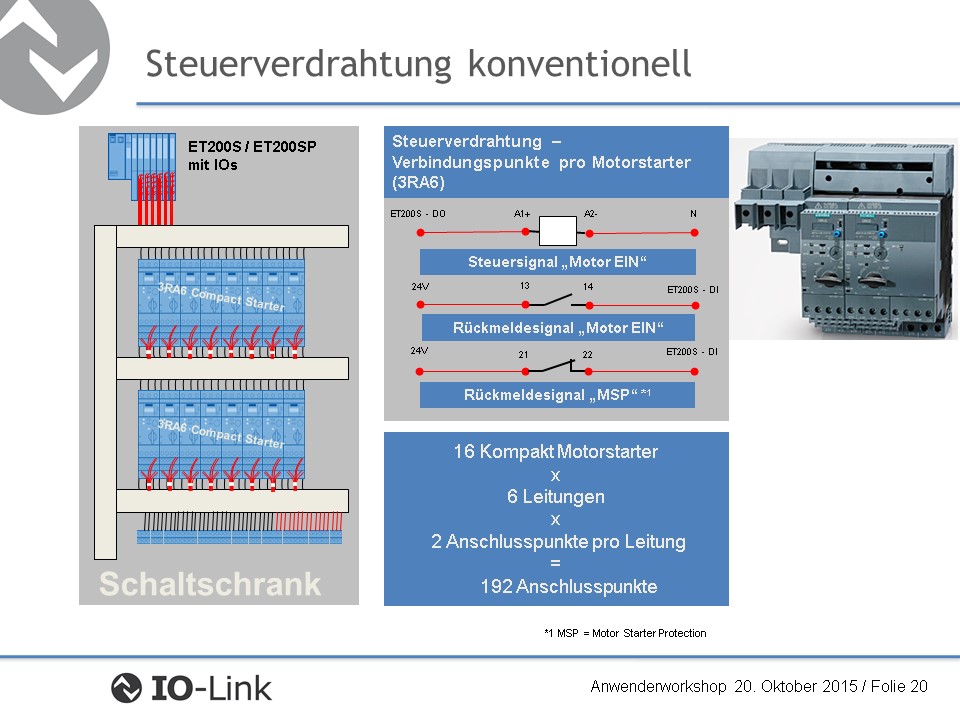 Steuerverdrahtung konventionell
ET200S / ET200SP
mit IOs
3RA6 Compact Starter
3RA6 Compact Starter
Schaltschrank
Steuerverdrahtung –
Verbindungspunkte pro Motorstarter
(3RA6)
ET200S - DO A1+ A2- N
Steuersignal „Motor EIN“
24V 13 14 ET200S - DI
Rückmeldesignal „Motor EIN“
24V 21 22 ET200S - DI
Rückmeldesignal „MSP“ *1
16 Kompakt Motorstarter
x
6 Leitungen
x
2 Anschlusspunkte pro Leitung
=
192 Anschlusspunkte
*1 MSP = Motor Starter Protection
IO-Link
Anwenderworkshop 20. Oktober 2015 / Folie 20